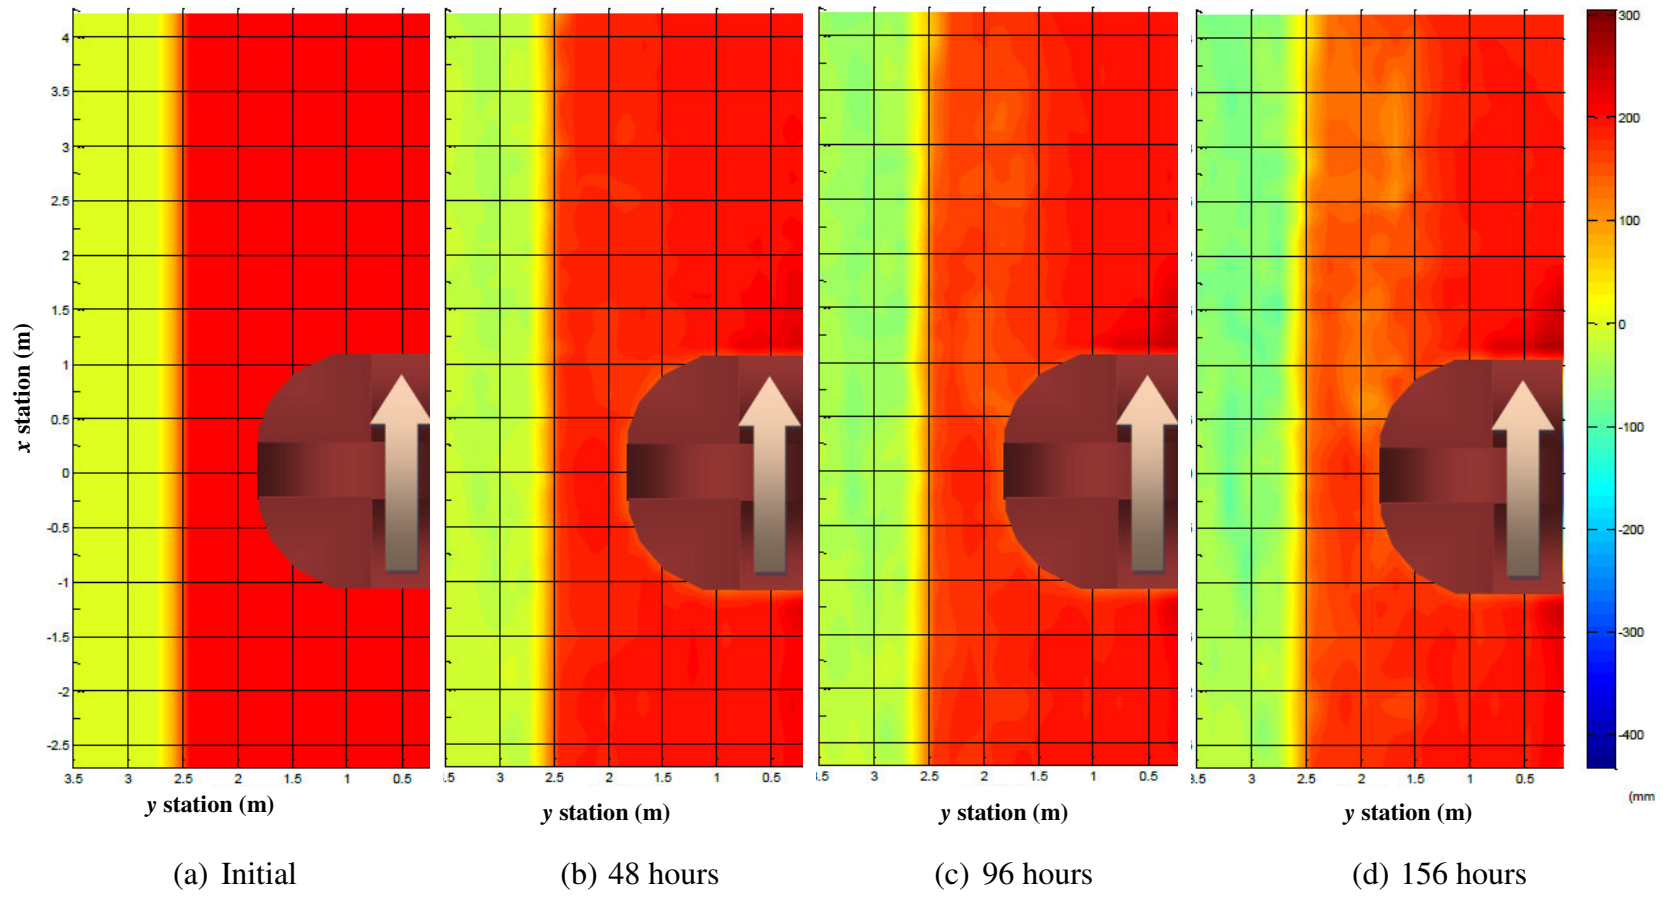 4
3.5
3
2.5
2
1.5
1
0.5
0
-0.5
-1
-1.5
-2
-2.5
x station (m)
3.5 3 2.5 2 1.5 1 0.5
.5 3 2.5 2 1.5 1 0.5
3.5 3 2.5 2 1.5 1 0.5
3.5 3 2.5 2 1.5 1 0.5
y station (m)
y station (m)
y station (m)
y station (m)
300
200
100
0
-100
-200
-300
-400
(mm
(a) Initial
(b) 48 hours
(c) 96 hours
(d) 156 hours